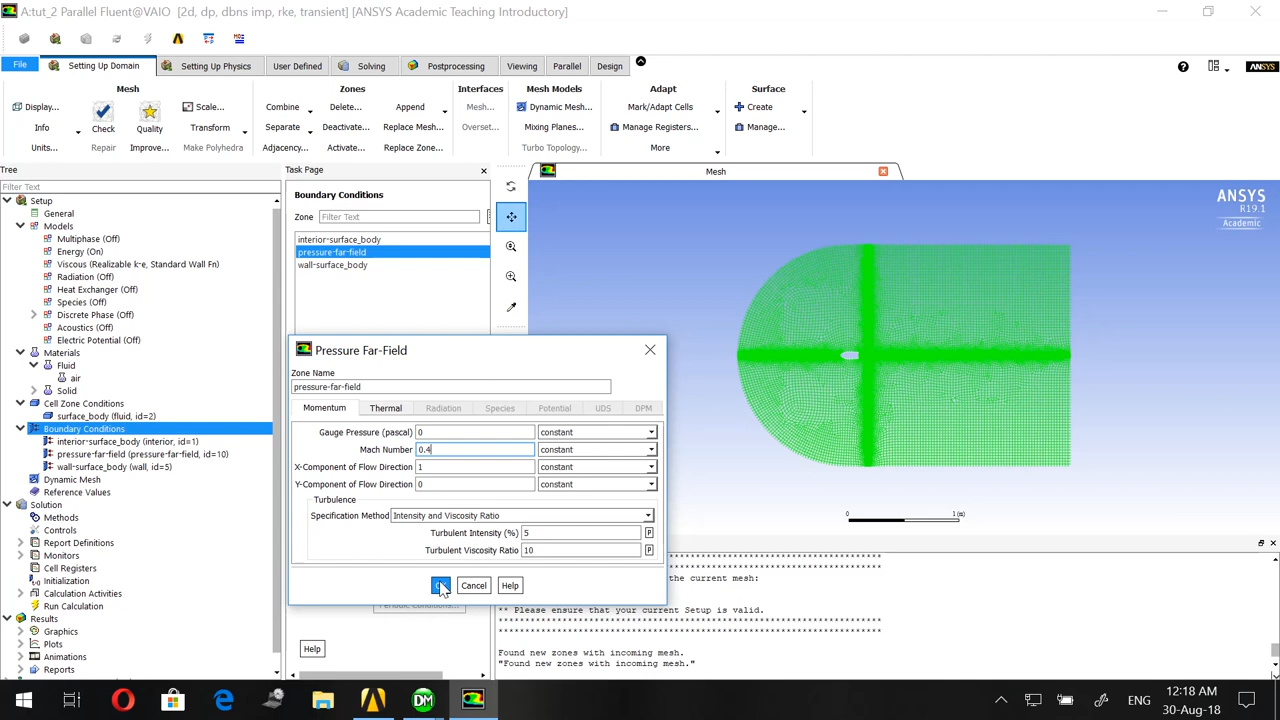 A:tut_2 Parallel Fluent@VAIO [2d, dp, dbns imp, rke, transient] [ANSYS Academic Teaching Introductory]
File
Setting Up Domain
Setting Up Physics
User Defined
Solving
Postprocessing
Viewing
Parallel
Design
ANSYS
Mesh
Zones
Interfaces
Mesh Models
Adapt
Surface
Display...
Scale...
Combine
Delete...
Append
Mesh...
Dynamic Mesh...
Mark/Adapt Cells
Create
Info
Check
Quality
Transform
Separate
Deactivate...
Replace Mesh...
Overset...
Mixing Planes...
Manage Registers...
Manage...
Units...
Repair
Improve...
Make Polyhedra
Adjacency...
Activate...
Replace Zone...
Turbo Topology...
More
Tree
Filter Text
Setup
General
Models
Multiphase (Off)
Energy (On)
Viscous (Realizable k-e, Standard Wall Fn)
Radiation (Off)
Heat Exchanger (Off)
Species (Off)
Discrete Phase (Off)
Acoustics (Off)
Electric Potential (Off)
Materials
Fluid
air
Solid
Cell Zone Conditions
surface_body (fluid, id=2)
Boundary Conditions
interior-surface_body (interior, id=1)
pressure-far-field (pressure-far-field, id=10)
wall-surface_body (wall, id=5)
Dynamic Mesh
Reference Values
Solution
Methods
Controls
Report Definitions
Monitors
Cell Registers
Initialization
Calculation Activities
Run Calculation
Results
Graphics
Plots
Animations
Reports
Task Page
Boundary Conditions
Zone
Filter Text
interior-surface_body
pressure-far-field
wall-surface_body
Periodic Conditions...
Help
Mesh
ANSYS
R19.1
Academic
0
1 (m)
Pressure Far-Field
Zone Name
pressure-far-field
Momentum
Thermal
Radiation
Species
Potential
UDS
DPM
Gauge Pressure (pascal) 0 constant
Mach Number 0.4 constant
X-Component of Flow Direction 1 constant
Y-Component of Flow Direction 0 constant
Turbulence
Specification Method Intensity and Viscosity Ratio
Turbulent Intensity (%) 5 P
Turbulent Viscosity Ratio 10 P
Cancel
Help
******************************************
******************************************
the current mesh:
** Please ensure that your current Setup is valid.
************************************************************
************************************************************
Found new zones with incoming mesh.
"Found new zones with incoming mesh."
ENG
12:18 AM
30-Aug-18